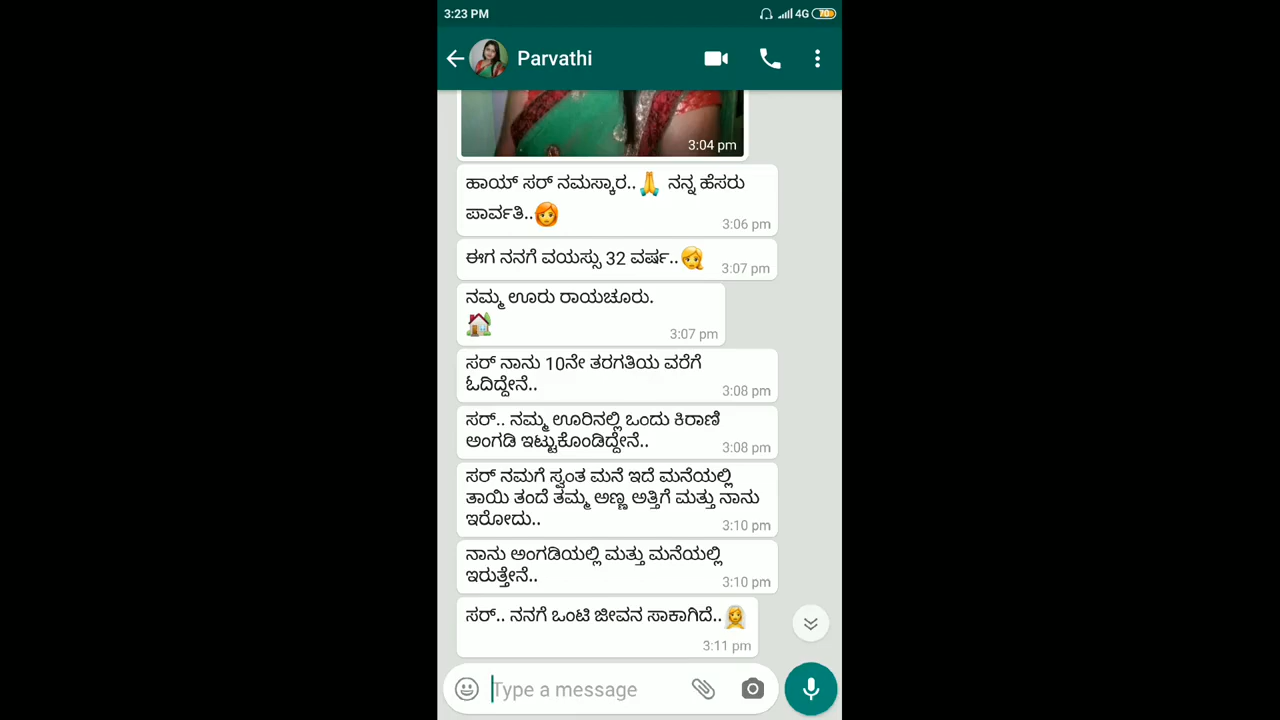 3:23 PM
4G 70
Parvathi
3:04 pm
ಹಾಯ್ ಸರ್ ನಮಸ್ಕಾರ..🙏 ನನ್ನ ಹೆಸರು
ಪಾರ್ವತಿ..👩
3:06 pm
ಈಗ ನನಗೆ ವಯಸ್ಸು 32 ವರ್ಷ..
3:07 pm
ನಮ್ಮ ಊರು ರಾಯಚೂರು.
🏡
3:07 pm
ಸರ್ ನಾನು 10ನೇ ತರಗತಿಯ ವರೆಗೆ
ಓದಿದ್ದೇನೆ..
3:08 pm
ಸರ್.. ನಮ್ಮ ಊರಿನಲ್ಲಿ ಒಂದು ಕಿರಾಣಿ
ಅಂಗಡಿ ಇಟ್ಟುಕೊಂಡಿದ್ದೇನೆ..
3:08 pm
ಸರ್ ನಮಗೆ ಸ್ವಂತ ಮನೆ ಇದೆ ಮನೆಯಲ್ಲಿ
ತಾಯಿ ತಂದೆ ತಮ್ಮ ಅಣ್ಣ ಅತ್ತಿಗೆ ಮತ್ತು ನಾನು
ಇರೋದು..
3:10 pm
ನಾನು ಅಂಗಡಿಯಲ್ಲಿ ಮತ್ತು ಮನೆಯಲ್ಲಿ
ಇರುತ್ತೇನೆ..
3:10 pm
ಸರ್.. ನನಗೆ ಒಂಟಿ ಜೀವನ ಸಾಕಾಗಿದೆ..👰
3:11 pm
Type a message